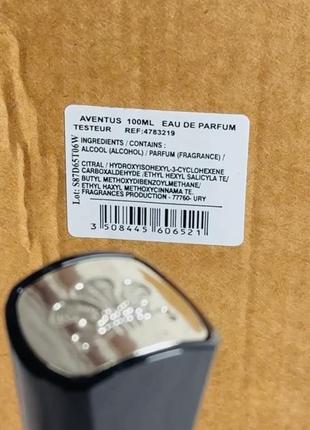 AVENTUS 100ML EAU DE PARFUM
TESTEUR REF:4783219
INGREDIENTS / CONTAINS :
ALCOOL (ALCOHOL) / PARFUM (FRAGRANCE) /
CITRAL / HYDROXYISOHEXYL-3-CYCLOHEXENE
CARBOXALDEHYDE /ETHYL HEXYL SALICYLA TE/
BUTYL METHOXYDIBENZOYLMETHANE/
ETHYL HAXYL METHYCINNAMA TE.
FRAGRANCES PRODUCTION - 77760- URY
3 508445 606521
Lot: S87D65T06W